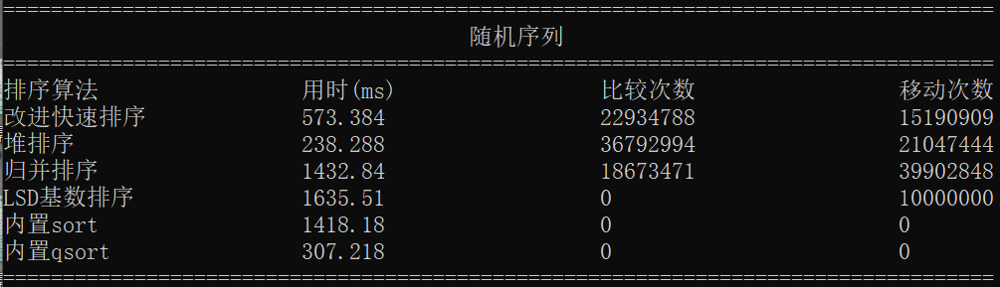 ====================================================================================
随机序列
====================================================================================
排序算法 用时(ms) 比较次数 移动次数
改进快速排序 573.384 22934788 15190909
堆排序 238.288 36792994 21047444
归并排序 1432.84 18673471 39902848
LSD基数排序 1635.51 0 10000000
内置sort 1418.18 0 0
内置qsort 307.218 0 0
====================================================================================